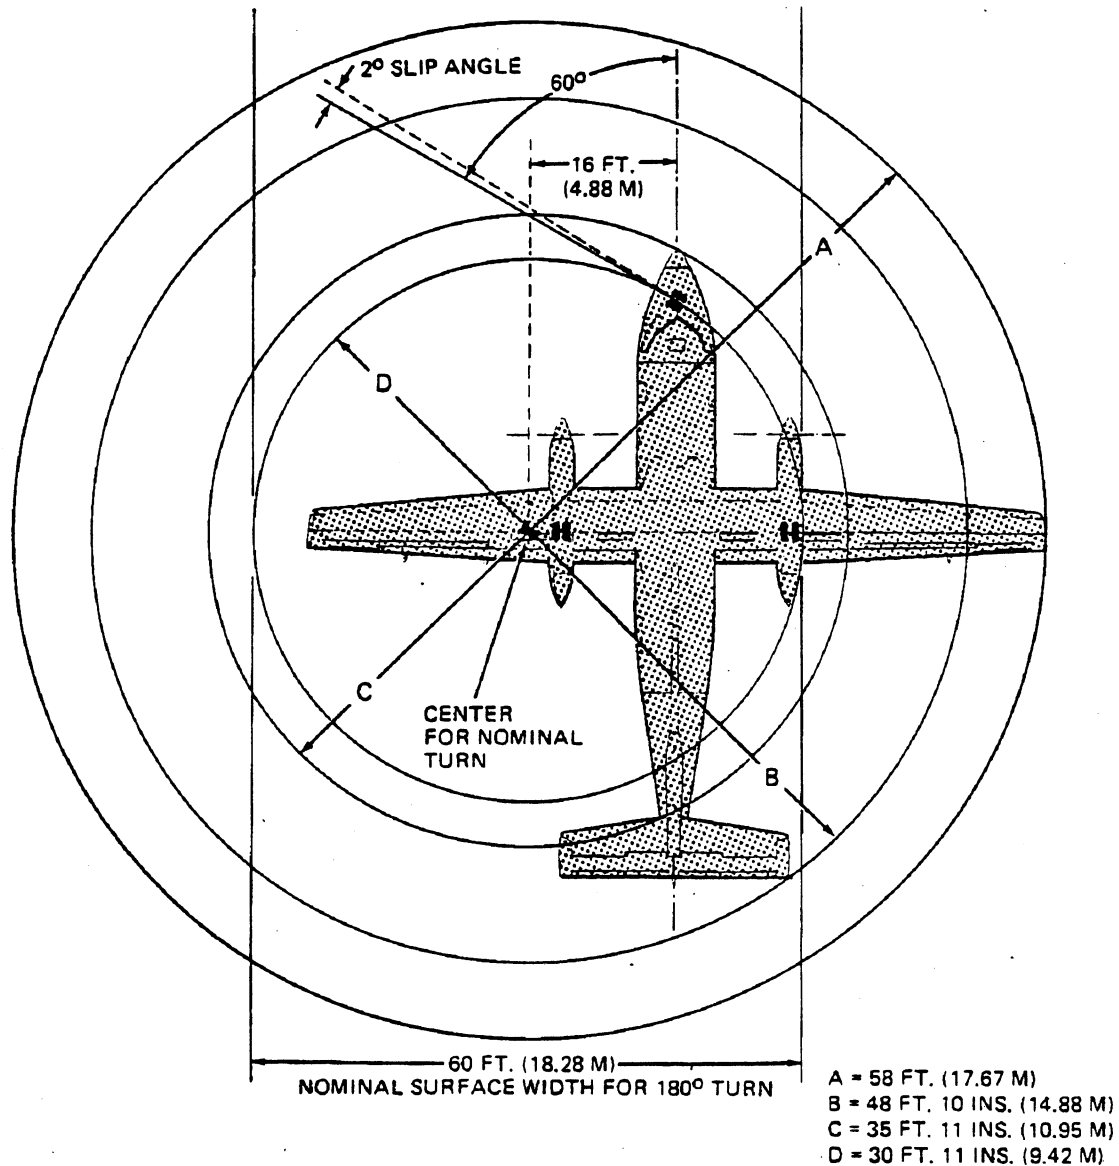 2° SLIP ANGLE
60°
16 FT.
(4.88 M)
A
D
C
CENTER
FOR NOMINAL
TURN
B
60 FT. (18.28 M)
NOMINAL SURFACE WIDTH FOR 180° TURN
A = 58 FT. (17.67 M)
B = 48 FT. 10 INS. (14.88 M)
C = 35 FT. 11 INS. (10.95 M)
D = 30 FT. 11 INS. (9.42 M)